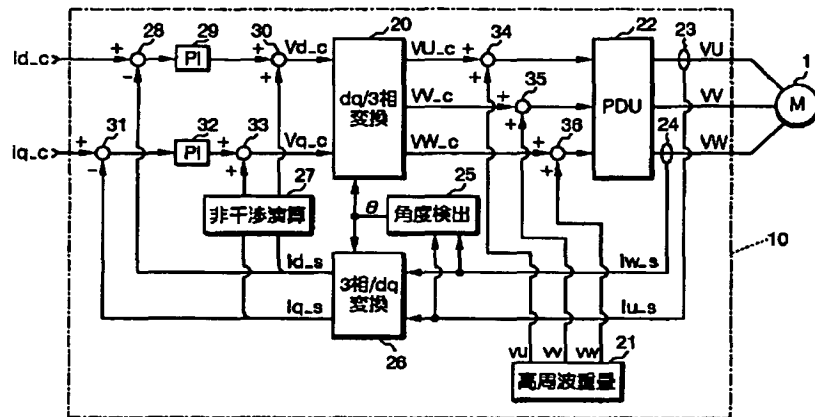 20 22 23
28 29 30 34
Id_c + − PI + + Vd_c VU_c + + VU 1
dq/3相
変換
35
VV_c + + PDU VV M
31 32 33 24
Iq_c + − PI + + Vq_c VW_c + + 36 VW
27 25
非干渉演算 θ 角度検出
10
Id_s 3相/dq
変換 Iw_s
Iq_s Iu_s
26 vu vv vw 21
高周波重畳